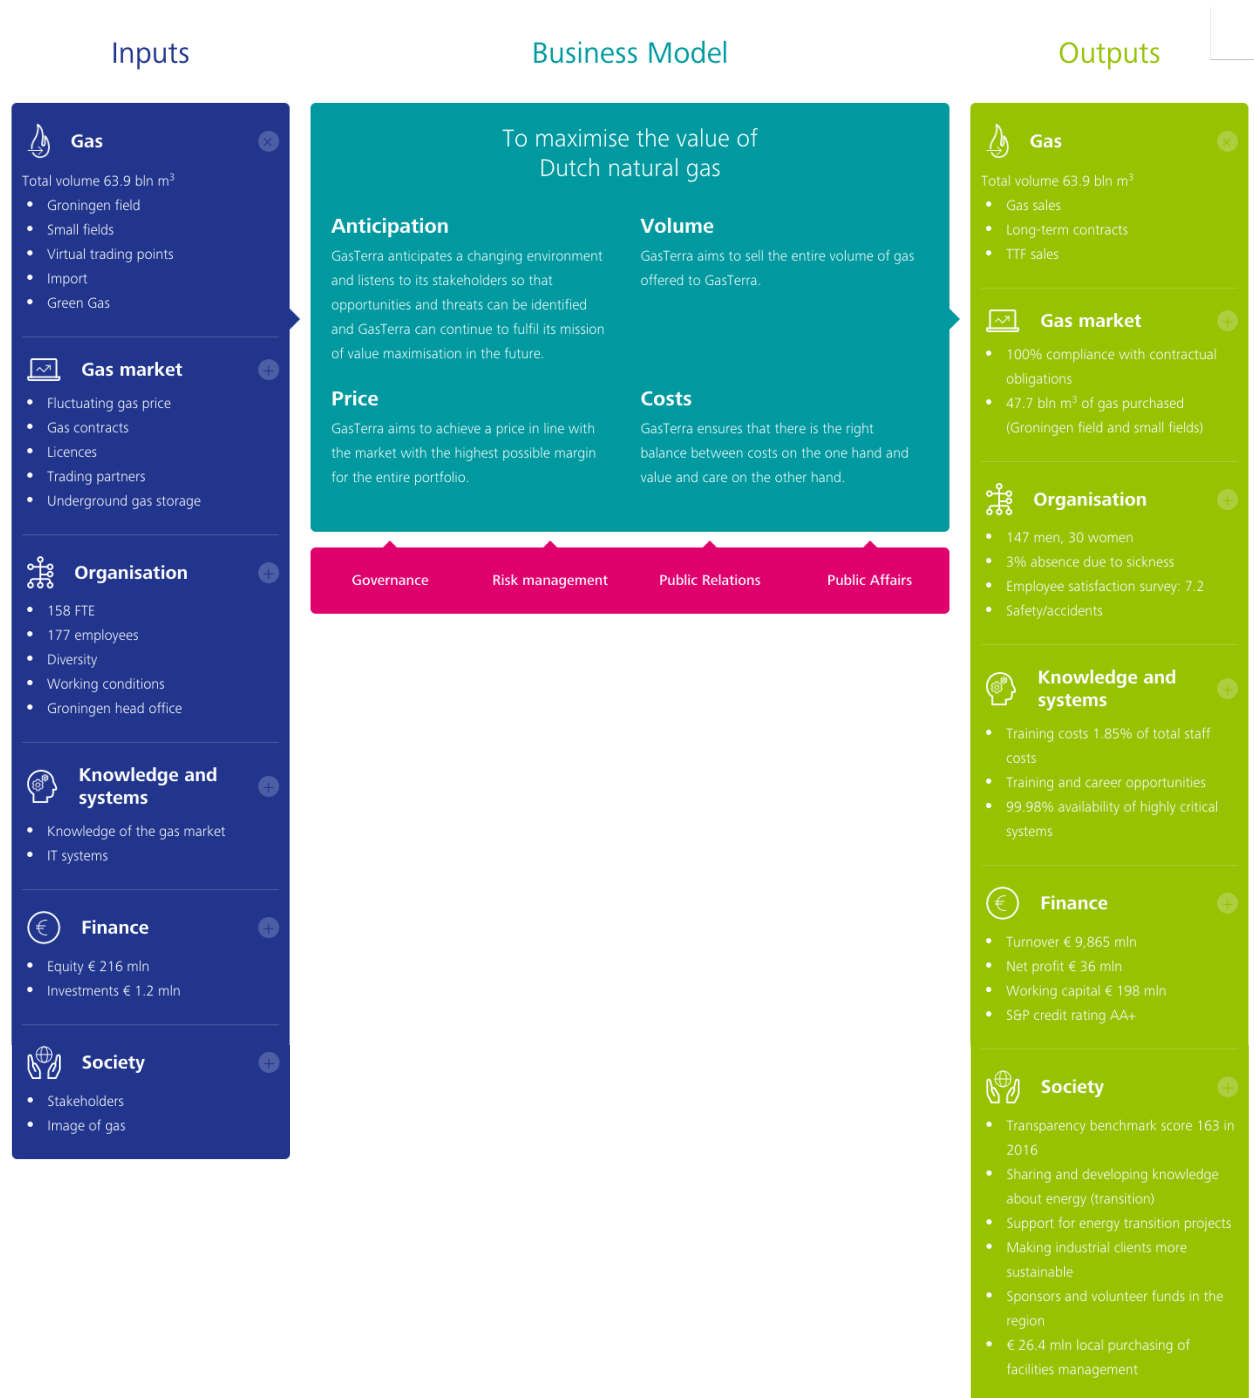 Inputs
Business Model
Outputs
Gas
Total volume 63.9 bln m³
• Groningen field
• Small fields
• Virtual trading points
• Import
• Green Gas
Gas market
• Fluctuating gas price
• Gas contracts
• Licences
• Trading partners
• Underground gas storage
Organisation
• 158 FTE
• 177 employees
• Diversity
• Working conditions
• Groningen head office
Knowledge and
systems
• Knowledge of the gas market
• IT systems
Finance
• Equity € 216 mln
• Investments € 1.2 mln
Society
• Stakeholders
• Image of gas
To maximise the value of
Dutch natural gas
Anticipation
GasTerra anticipates a changing environment
and listens to its stakeholders so that
opportunities and threats can be identified
and GasTerra can continue to fulfil its mission
of value maximisation in the future.
Volume
GasTerra aims to sell the entire volume of gas
offered to GasTerra.
Price
GasTerra aims to achieve a price in line with
the market with the highest possible margin
for the entire portfolio.
Costs
GasTerra ensures that there is the right
balance between costs on the one hand and
value and care on the other hand.
Governance
Risk management
Public Relations
Public Affairs
Gas
Total volume 63.9 bln m³
• Gas sales
• Long-term contracts
• TTF sales
Gas market
• 100% compliance with contractual
obligations
• 47.7 bln m³ of gas purchased
(Groningen field and small fields)
Organisation
• 147 men, 30 women
• 3% absence due to sickness
• Employee satisfaction survey: 7.2
• Safety/accidents
Knowledge and
systems
• Training costs 1.85% of total staff
costs
• Training and career opportunities
• 99.98% availability of highly critical
systems
Finance
• Turnover € 9,865 mln
• Net profit € 36 mln
• Working capital € 198 mln
• S&P credit rating AA+
Society
• Transparency benchmark score 163 in
2016
• Sharing and developing knowledge
about energy (transition)
• Support for energy transition projects
• Making industrial clients more
sustainable
• Sponsors and volunteer funds in the
region
• € 26.4 mln local purchasing of
facilities management